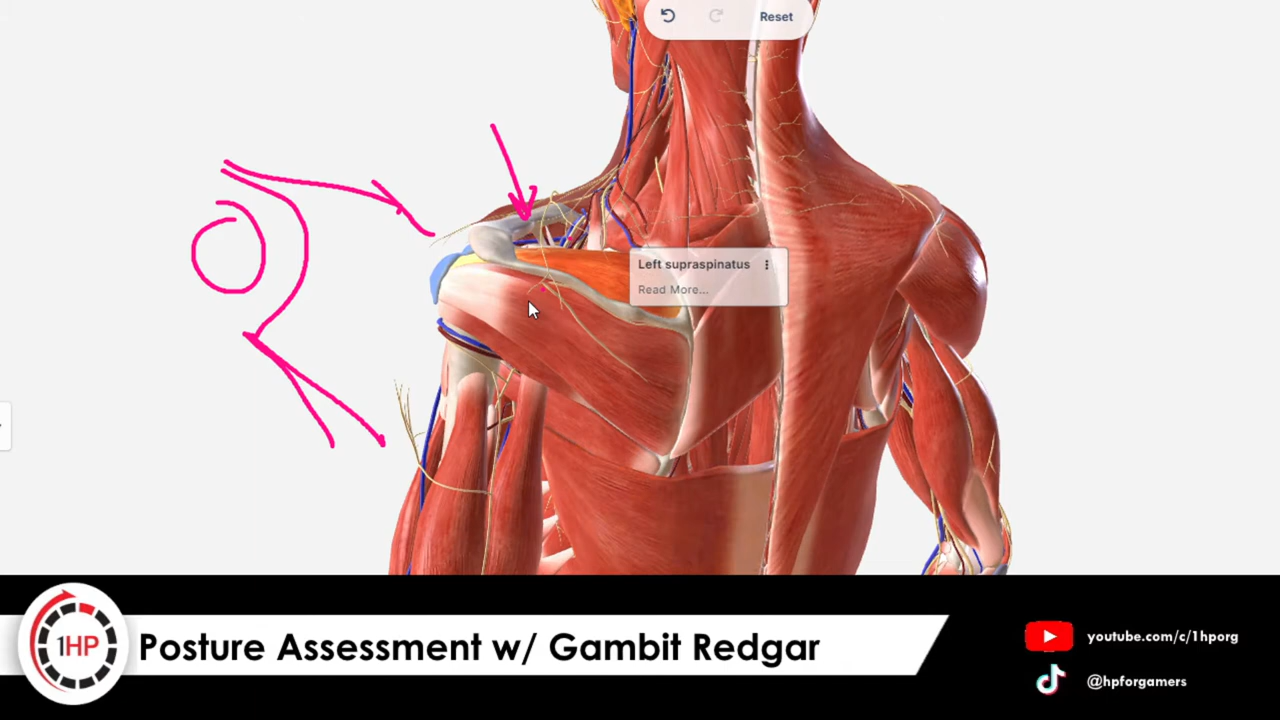 Reset
Left supraspinatus
Read More...
1HP
Posture Assessment w/ Gambit Redgar
youtube.com/c/1hporg
@hpforgamers